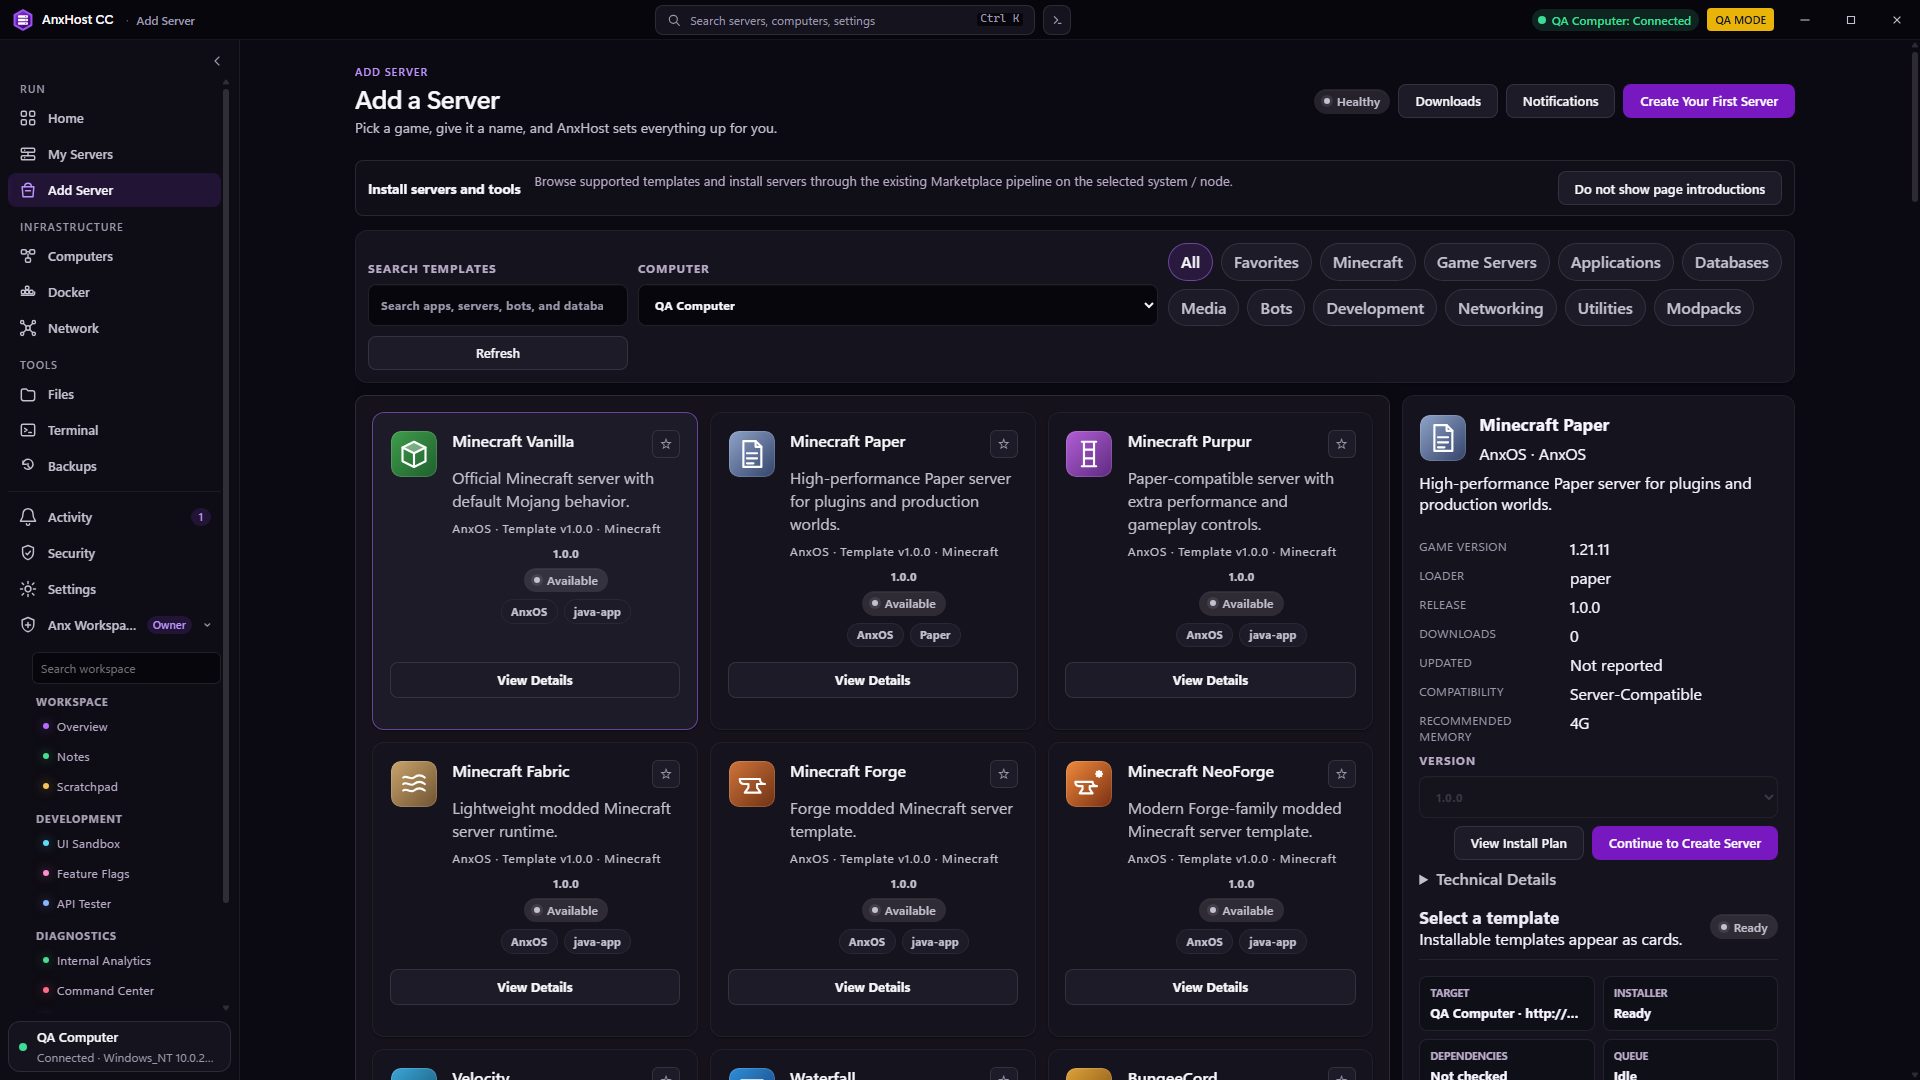 AnxHost CC · Add Server
Search servers, computers, settings Ctrl K
QA Computer: Connected
QA MODE
RUN
Home
My Servers
Add Server
INFRASTRUCTURE
Computers
Docker
Network
TOOLS
Files
Terminal
Backups
Activity 1
Security
Settings
Anx Workspa... Owner
Search workspace
WORKSPACE
Overview
Notes
Scratchpad
DEVELOPMENT
UI Sandbox
Feature Flags
API Tester
DIAGNOSTICS
Internal Analytics
Command Center
QA Computer
Connected · Windows_NT 10.0.2...
ADD SERVER
Add a Server
Pick a game, give it a name, and AnxHost sets everything up for you.
Healthy
Downloads
Notifications
Create Your First Server
Install servers and tools
Browse supported templates and install servers through the existing Marketplace pipeline on the selected system / node.
Do not show page introductions
SEARCH TEMPLATES
Search apps, servers, bots, and databa
Refresh
COMPUTER
QA Computer
All Favorites Minecraft Game Servers Applications Databases
Media Bots Development Networking Utilities Modpacks
Minecraft Vanilla
Official Minecraft server with
default Mojang behavior.
AnxOS · Template v1.0.0 · Minecraft
1.0.0
Available
AnxOS java-app
View Details
Minecraft Paper
High-performance Paper server
for plugins and production
worlds.
AnxOS · Template v1.0.0 · Minecraft
1.0.0
Available
AnxOS Paper
View Details
Minecraft Purpur
Paper-compatible server with
extra performance and
gameplay controls.
AnxOS · Template v1.0.0 · Minecraft
1.0.0
Available
AnxOS java-app
View Details
Minecraft Fabric
Lightweight modded Minecraft
server runtime.
AnxOS · Template v1.0.0 · Minecraft
1.0.0
Available
AnxOS java-app
View Details
Minecraft Forge
Forge modded Minecraft server
template.
AnxOS · Template v1.0.0 · Minecraft
1.0.0
Available
AnxOS java-app
View Details
Minecraft NeoForge
Modern Forge-family modded
Minecraft server template.
AnxOS · Template v1.0.0 · Minecraft
1.0.0
Available
AnxOS java-app
View Details
Velocity
Waterfall
BungeeCord
Minecraft Paper
AnxOS · AnxOS
High-performance Paper server for plugins and
production worlds.
GAME VERSION 1.21.11
LOADER paper
RELEASE 1.0.0
DOWNLOADS 0
UPDATED Not reported
COMPATIBILITY Server-Compatible
RECOMMENDED
MEMORY 4G
VERSION
1.0.0
View Install Plan
Continue to Create Server
Technical Details
Select a template
Installable templates appear as cards.
Ready
TARGET
QA Computer · http://...
INSTALLER
Ready
DEPENDENCIES
Not checked
QUEUE
Idle